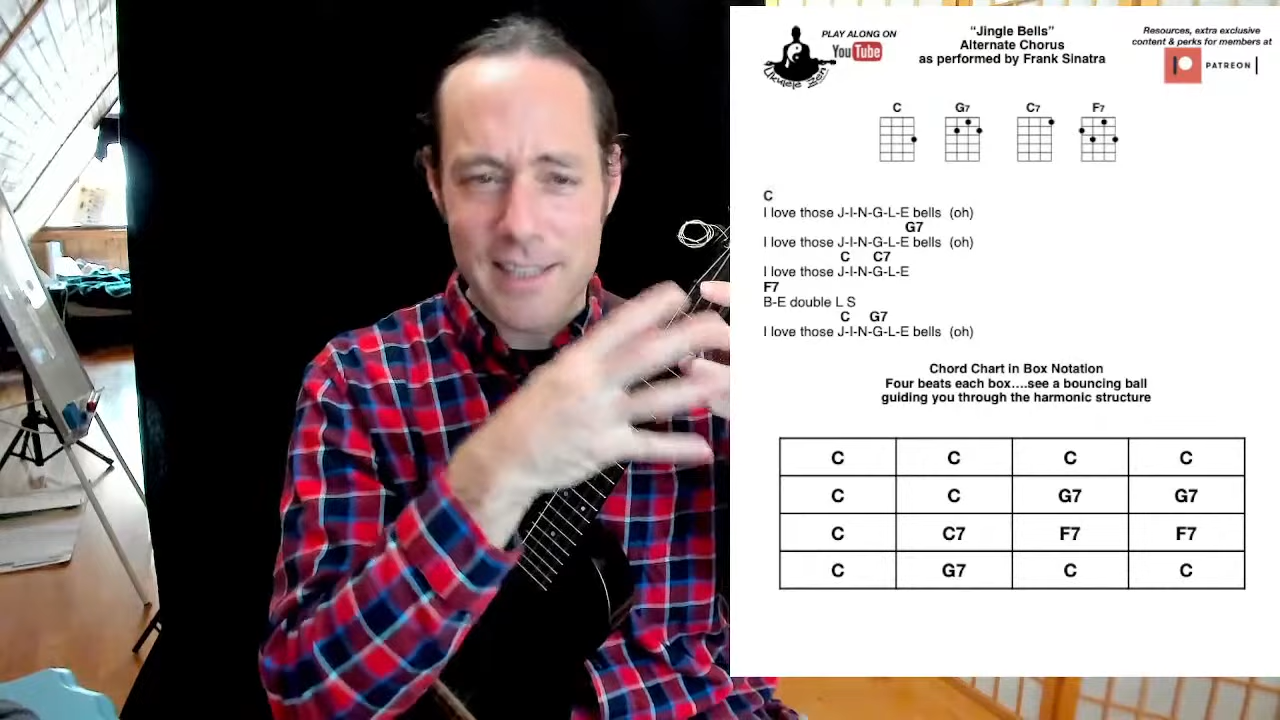 PLAY ALONG ON
YouTube
Ukulele Zen
"Jingle Bells"
Alternate Chorus
as performed by Frank Sinatra
Resources, extra exclusive
content & perks for members at
PATREON
C G7 C7 F7
C
I love those J-I-N-G-L-E bells (oh)
G7
I love those J-I-N-G-L-E bells (oh)
C C7
I love those J-I-N-G-L-E
F7
B-E double L S
C G7
I love those J-I-N-G-L-E bells (oh)
Chord Chart in Box Notation
Four beats each box....see a bouncing ball
guiding you through the harmonic structure
C C C C
C C G7 G7
C C7 F7 F7
C G7 C C